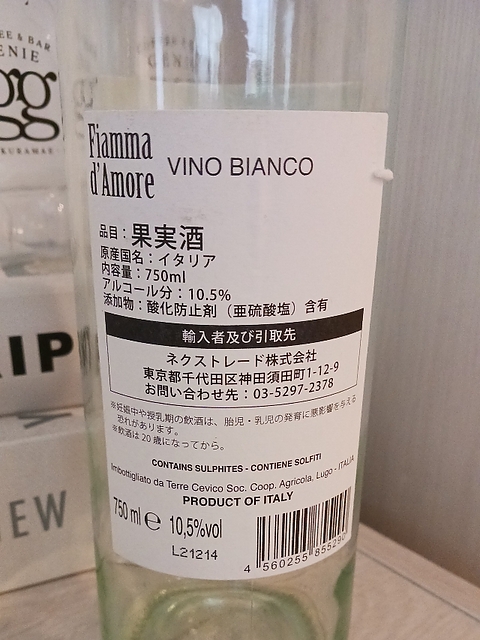 EE & BAR
ENIE
gg
KURAMAE
RIP
IEW
Fiamma
d'Amore
VINO BIANCO
品目：果実酒
原産国名：イタリア
内容量：750ml
アルコール分：10.5%
添加物：酸化防止剤（亜硫酸塩）含有
輸入者及び引取先
ネクストレード株式会社
東京都千代田区神田須田町1-12-9
お問い合わせ先：03-5297-2378
※妊娠中や授乳期の飲酒は、胎児・乳児の発育に悪影響を与える
恐れがあります。
※飲酒は20歳になってから。
CONTAINS SULPHITES - CONTIENE SOLFITI
Imbottigliato da Terre Cevico Soc. Coop. Agricola, Lugo - ITALIA
PRODUCT OF ITALY
750 ml e 10,5%vol
L21214
4 560255 855290